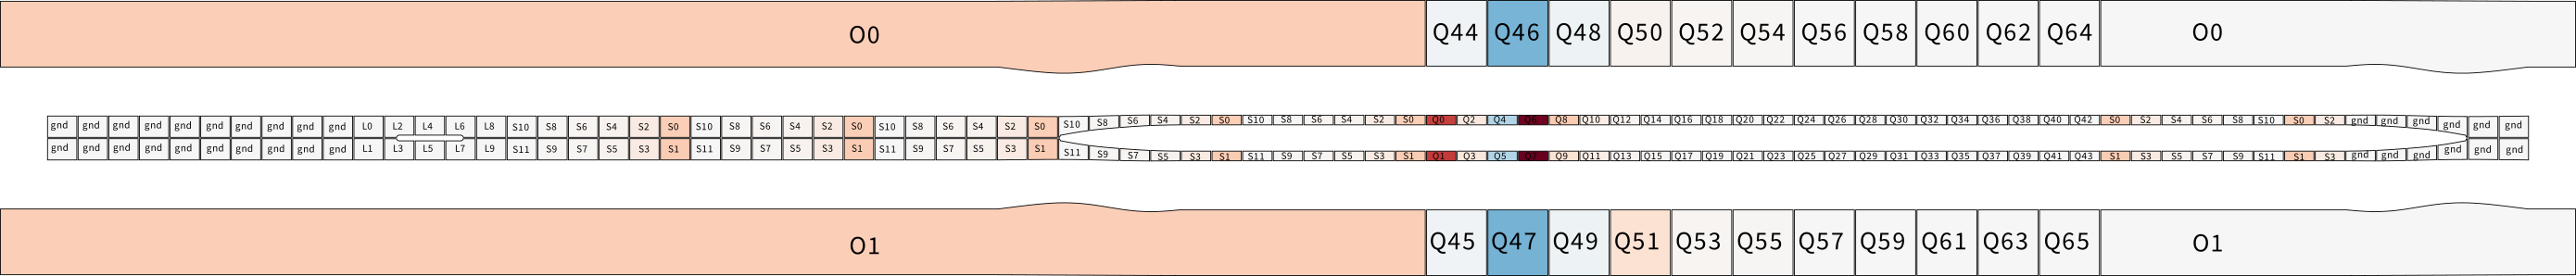 O0 Q44 Q46 Q48 Q50 Q52 Q54 Q56 Q58 Q60 Q62 Q64 O0
gnd gnd gnd gnd gnd gnd gnd gnd gnd gnd L0 L2 L4 L6 L8 S10 S8 S6 S4 S2 S0 S10 S8 S6 S4 S2 S0 S10 S8 S6 S4 S2 S0 S10 S8 S6 S4 S2 S0 S10 S8 S6 S4 S2 S0 Q0 Q2 Q4 Q6 Q8 Q10 Q12 Q14 Q16 Q18 Q20 Q22 Q24 Q26 Q28 Q30 Q32 Q34 Q36 Q38 Q40 Q42 S0 S2 S4 S6 S8 S10 S0 S2 gnd gnd gnd gnd gnd gnd
gnd gnd gnd gnd gnd gnd gnd gnd gnd gnd L1 L3 L5 L7 L9 S11 S9 S7 S5 S3 S1 S11 S9 S7 S5 S3 S1 S11 S9 S7 S5 S3 S1 S11 S9 S7 S5 S3 S1 S11 S9 S7 S5 S3 S1 Q1 Q3 Q5 Q7 Q9 Q11 Q13 Q15 Q17 Q19 Q21 Q23 Q25 Q27 Q29 Q31 Q33 Q35 Q37 Q39 Q41 Q43 S1 S3 S5 S7 S9 S11 S1 S3 gnd gnd gnd gnd gnd gnd
O1 Q45 Q47 Q49 Q51 Q53 Q55 Q57 Q59 Q61 Q63 Q65 O1